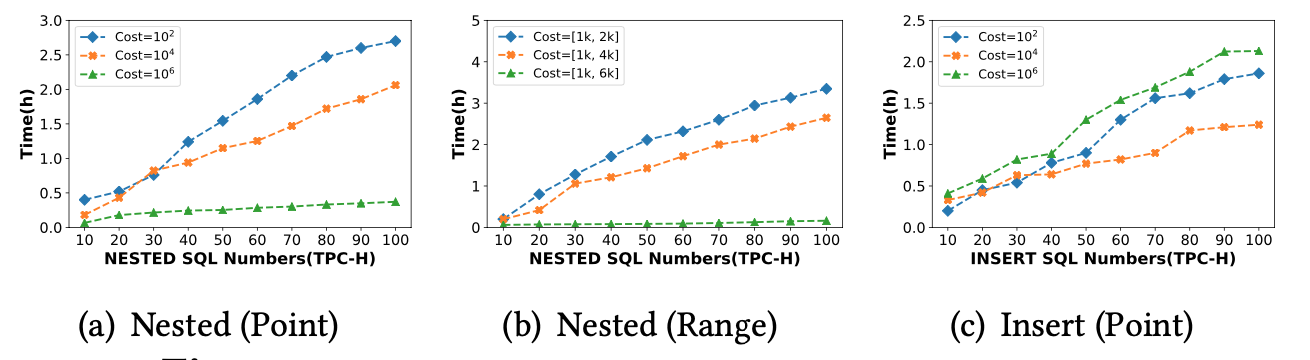 3.0
2.5
2.0
1.5
1.0
0.5
0.0
Time(h)
Cost=10²
Cost=10⁴
Cost=10⁶
10 20 30 40 50 60 70 80 90 100
NESTED SQL Numbers(TPC-H)
(a) Nested (Point)
5
4
3
2
1
0
Time(h)
Cost=[1k, 2k]
Cost=[1k, 4k]
Cost=[1k, 6k]
10 20 30 40 50 60 70 80 90 100
NESTED SQL Numbers(TPC-H)
(b) Nested (Range)
2.5
2.0
1.5
1.0
0.5
0.0
Time(h)
Cost=10²
Cost=10⁴
Cost=10⁶
10 20 30 40 50 60 70 80 90 100
INSERT SQL Numbers(TPC-H)
(c) Insert (Point)